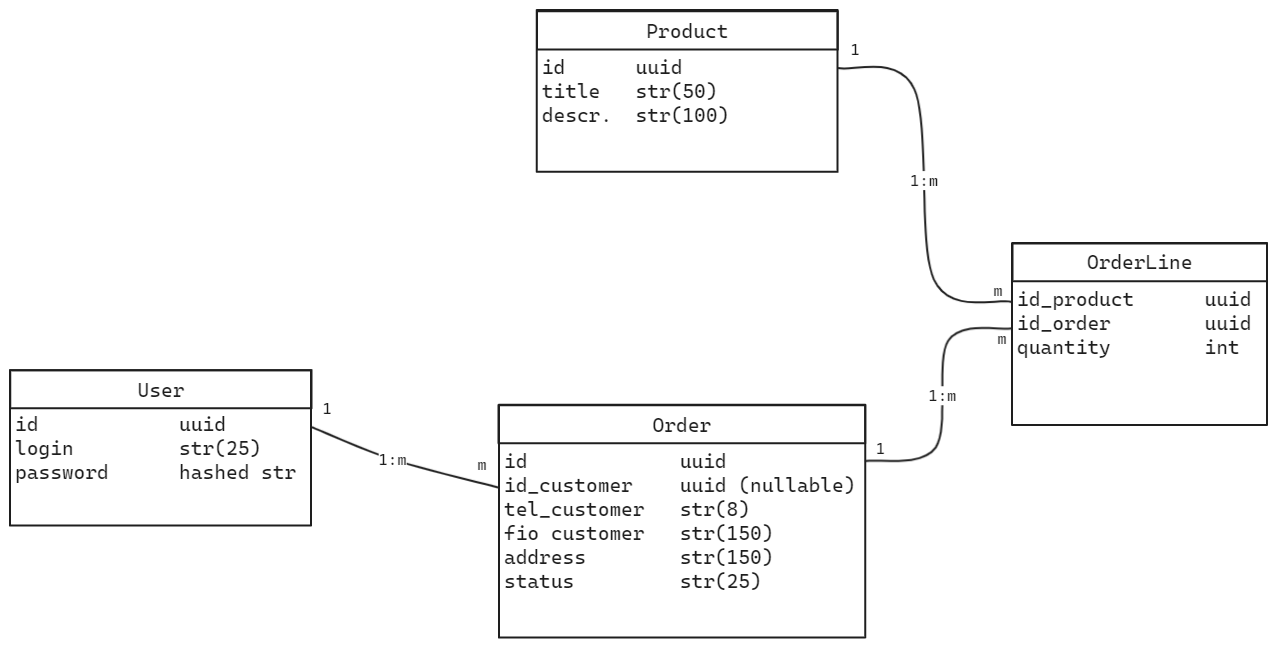 Product
id uuid
title str(50)
descr. str(100)
1
1:m
m
OrderLine
id_product uuid
id_order uuid
quantity int
m
1:m
1
User
id uuid
login str(25)
password hashed str
1
1:m
m
Order
id uuid
id_customer uuid (nullable)
tel_customer str(8)
fio customer str(150)
address str(150)
status str(25)